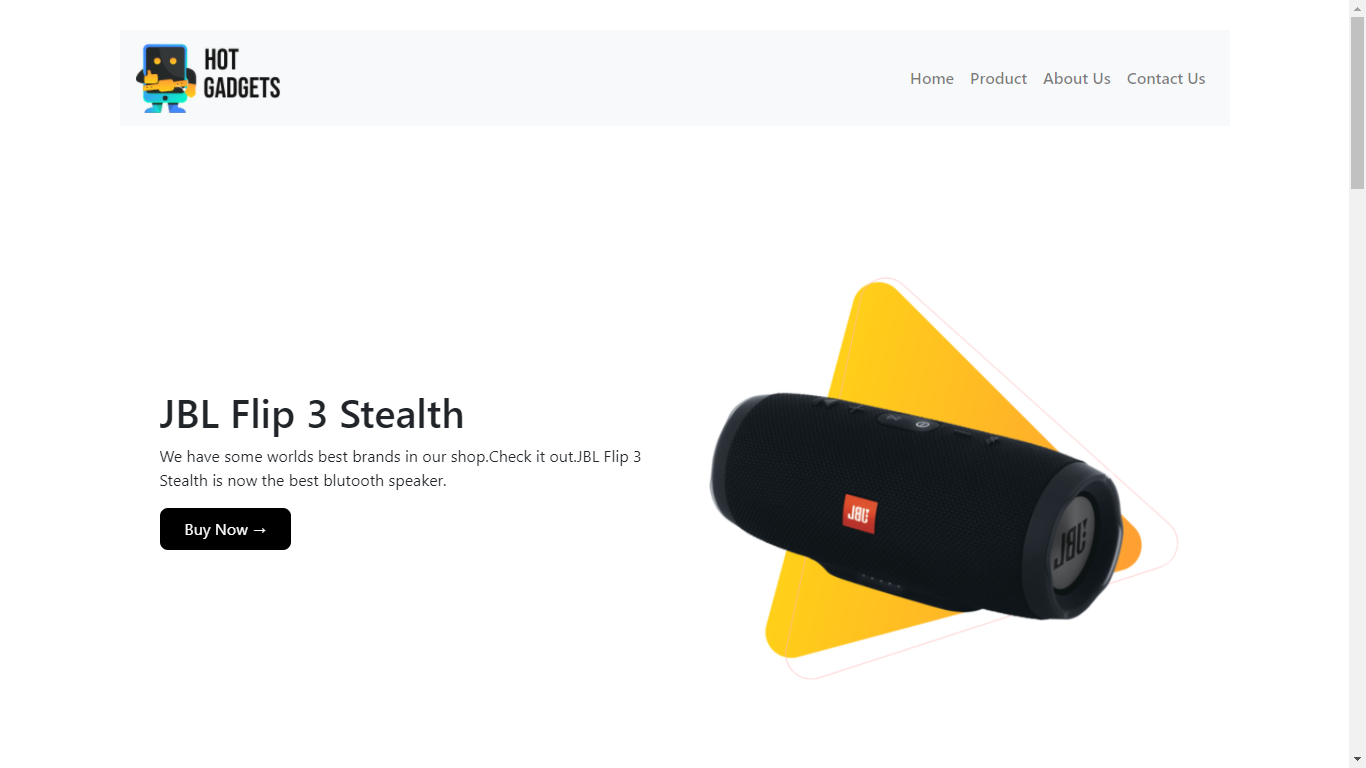 HOT
GADGETS
Home Product About Us Contact Us
JBL Flip 3 Stealth
We have some worlds best brands in our shop.Check it out.JBL Flip 3
Stealth is now the best blutooth speaker.
Buy Now →
JBL
JBL